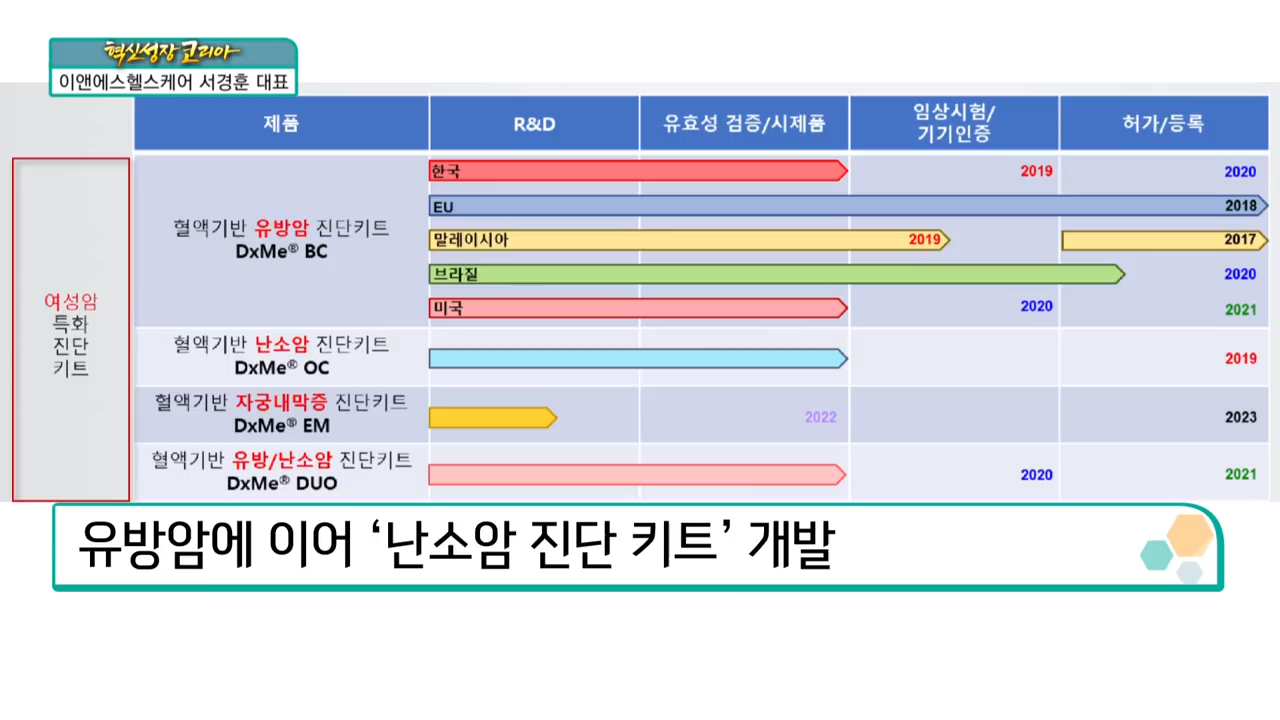 혁신성장 코리아
이앤에스헬스케어 서경훈 대표
제품
R&D
유효성 검증/시제품
임상시험/
기기인증
허가/등록
여성암
특화
진단
키트
혈액기반 유방암 진단키트
DxMe® BC
한국 2019 2020
EU 2018
말레이시아 2019 2017
브라질 2020
미국 2020 2021
혈액기반 난소암 진단키트
DxMe® OC
2019
혈액기반 자궁내막증 진단키트
DxMe® EM
2022 2023
혈액기반 유방/난소암 진단키트
DxMe® DUO
2020 2021
유방암에 이어 ‘난소암 진단 키트’ 개발